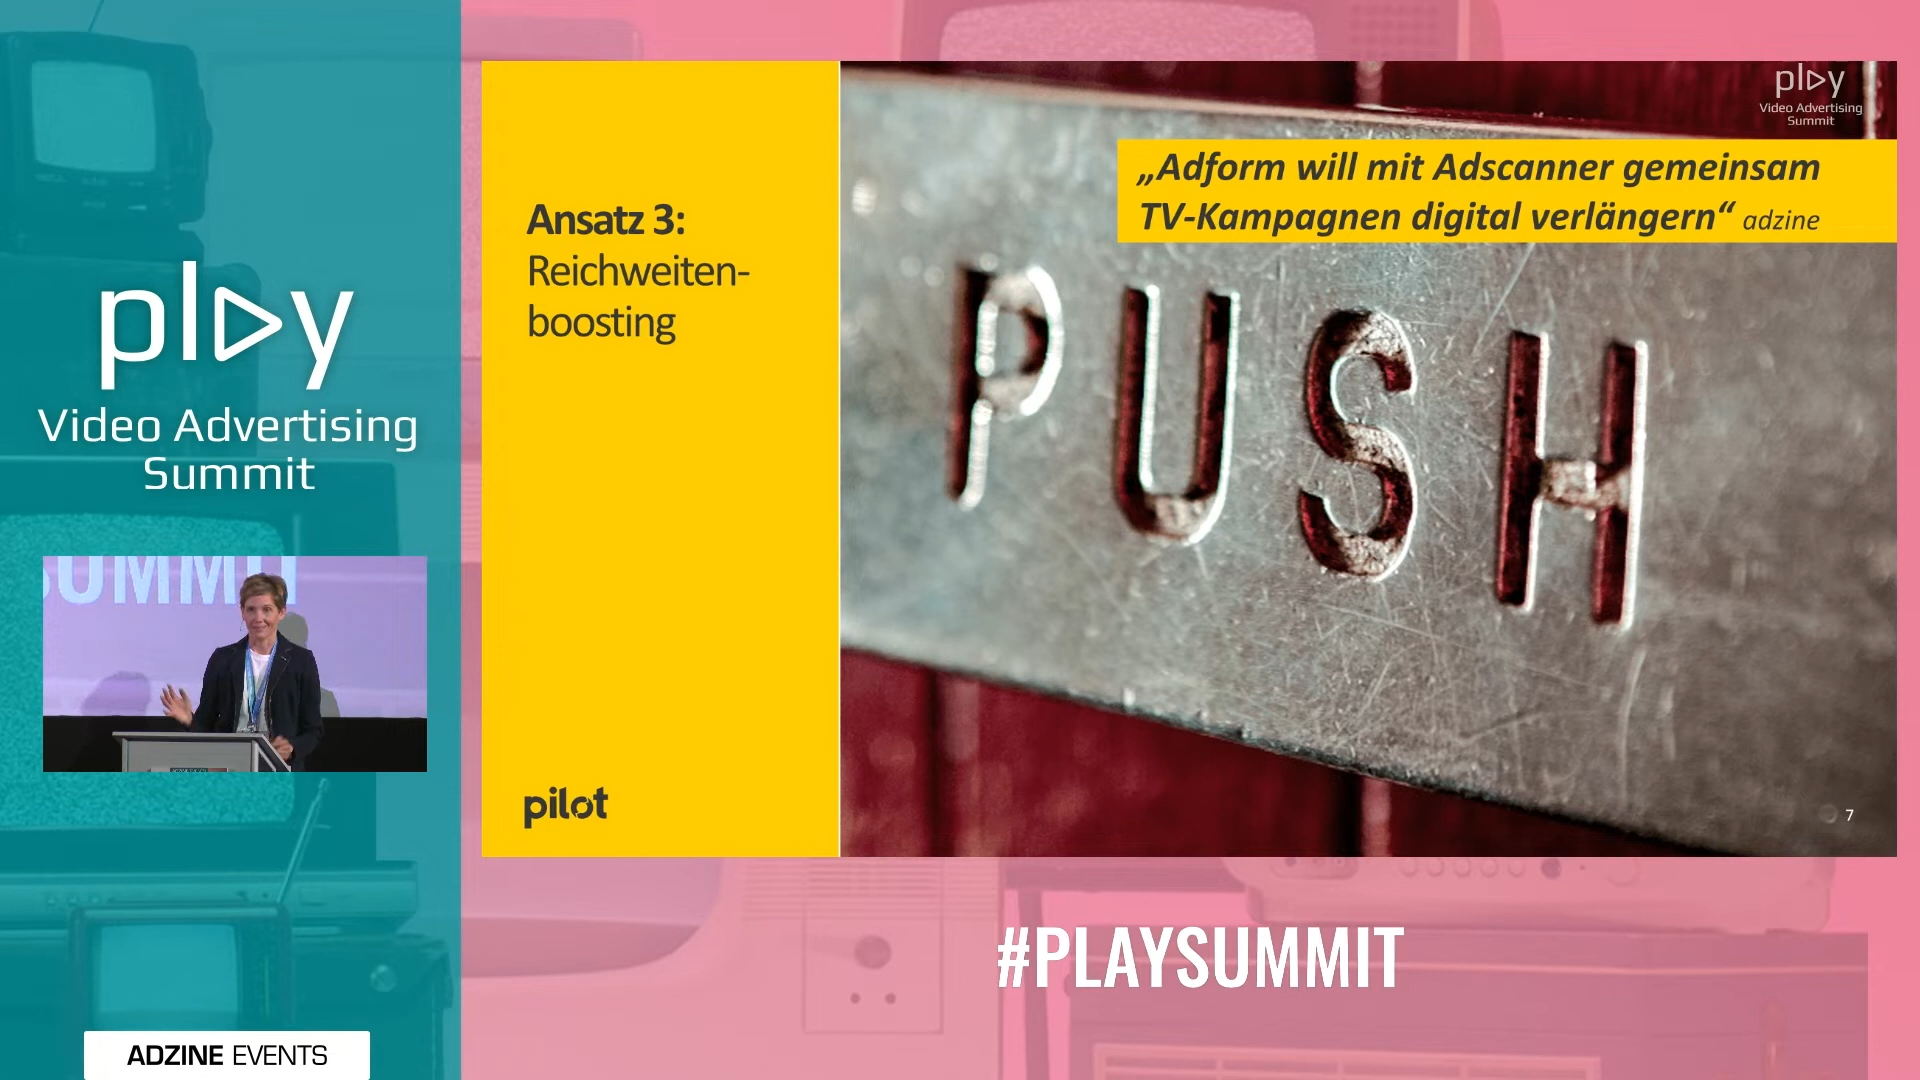 play
Video Advertising
Summit
SUMMIT
ADZINE EVENTS
Ansatz 3:
Reichweiten-
boosting
pilot
play
Video Advertising
Summit
„Adform will mit Adscanner gemeinsam
TV-Kampagnen digital verlängern“ adzine
PUSH
7
#PLAYSUMMIT